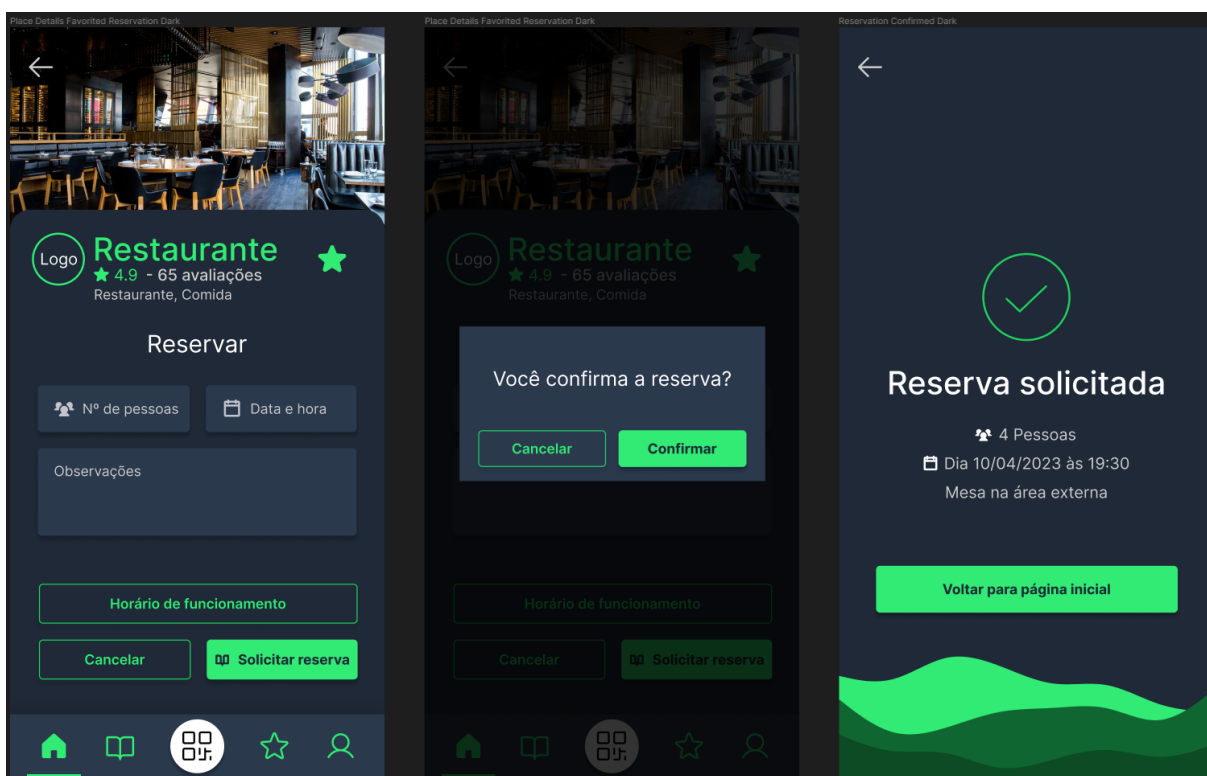 Place Details Favorited Reservation Dark
Logo
Restaurante
4.9 - 65 avaliações
Restaurante, Comida
Reservar
Nº de pessoas
Data e hora
Observações
Horário de funcionamento
Cancelar
Solicitar reserva
Place Details Favorited Reservation Dark
Logo
Restaurante
4.9 - 65 avaliações
Restaurante, Comida
Você confirma a reserva?
Cancelar
Confirmar
Horário de funcionamento
Cancelar
Solicitar reserva
Reservation Confirmed Dark
Reserva solicitada
4 Pessoas
Dia 10/04/2023 às 19:30
Mesa na área externa
Voltar para página inicial